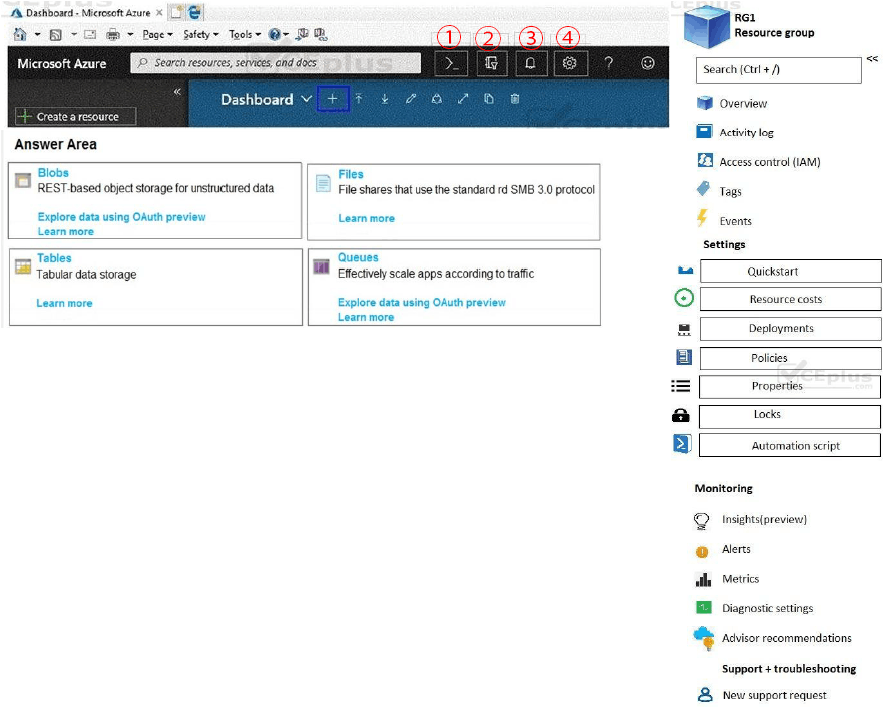 Dashboard - Microsoft Azure
Page
Safety
Tools
1
2
3
4
Microsoft Azure
Search resources, services, and docs
>_
?
«
Dashboard
+
Create a resource
Answer Area
Blobs
REST-based object storage for unstructured data
Explore data using OAuth preview
Learn more
Files
File shares that use the standard rd SMB 3.0 protocol
Learn more
Tables
Tabular data storage
Learn more
Queues
Effectively scale apps according to traffic
Explore data using OAuth preview
Learn more
RG1
Resource group
Search (Ctrl + /)
<<
Overview
Activity log
Access control (IAM)
Tags
Events
Settings
Quickstart
Resource costs
Deployments
Policies
CEplus
.com
Properties
Locks
Automation script
Monitoring
Insights(preview)
Alerts
Metrics
Diagnostic settings
Advisor recommendations
Support + troubleshooting
New support request